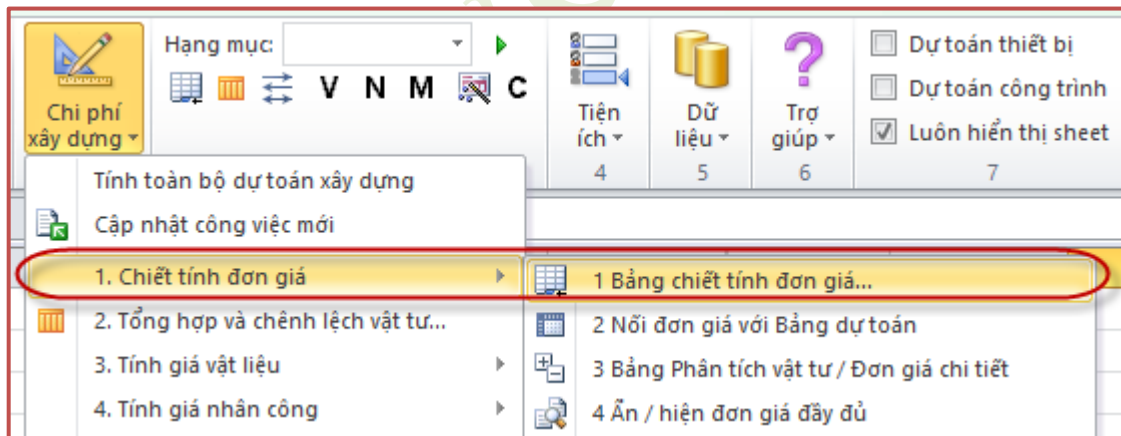 Hạng mục:
V N M C
Chi phí
xây dựng
Tiện
ích
Dữ
liệu
Trợ
giúp
Dự toán thiết bị
Dự toán công trình
Luôn hiển thị sheet
4
5
6
7
Tính toàn bộ dự toán xây dựng
Cập nhật công việc mới
1. Chiết tính đơn giá
2. Tổng hợp và chênh lệch vật tư...
3. Tính giá vật liệu
4. Tính giá nhân công
1 Bảng chiết tính đơn giá...
2 Nối đơn giá với Bảng dự toán
3 Bảng Phân tích vật tư / Đơn giá chi tiết
4 Ẩn / hiện đơn giá đầy đủ